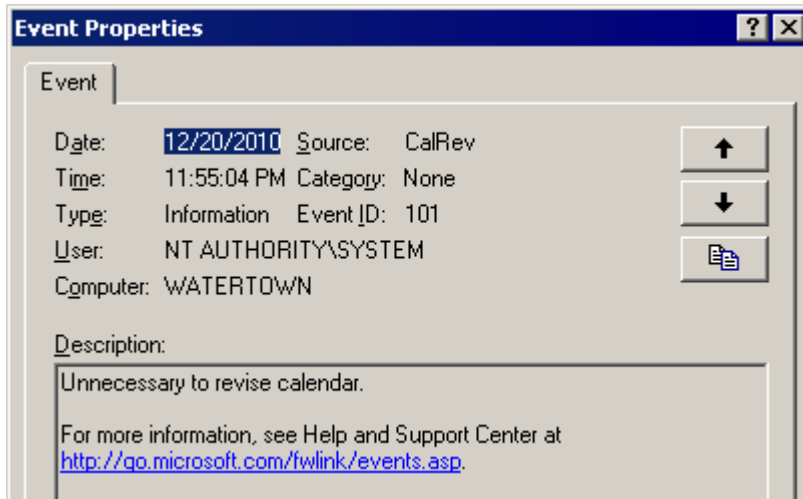 Event Properties
Event
Date: 12/20/2010 Source: CalRev
Time: 11:55:04 PM Category: None
Type: Information Event ID: 101
User: NT AUTHORITY\SYSTEM
Computer: WATERTOWN
Description:
Unnecessary to revise calendar.
For more information, see Help and Support Center at
http://go.microsoft.com/fwlink/events.asp.